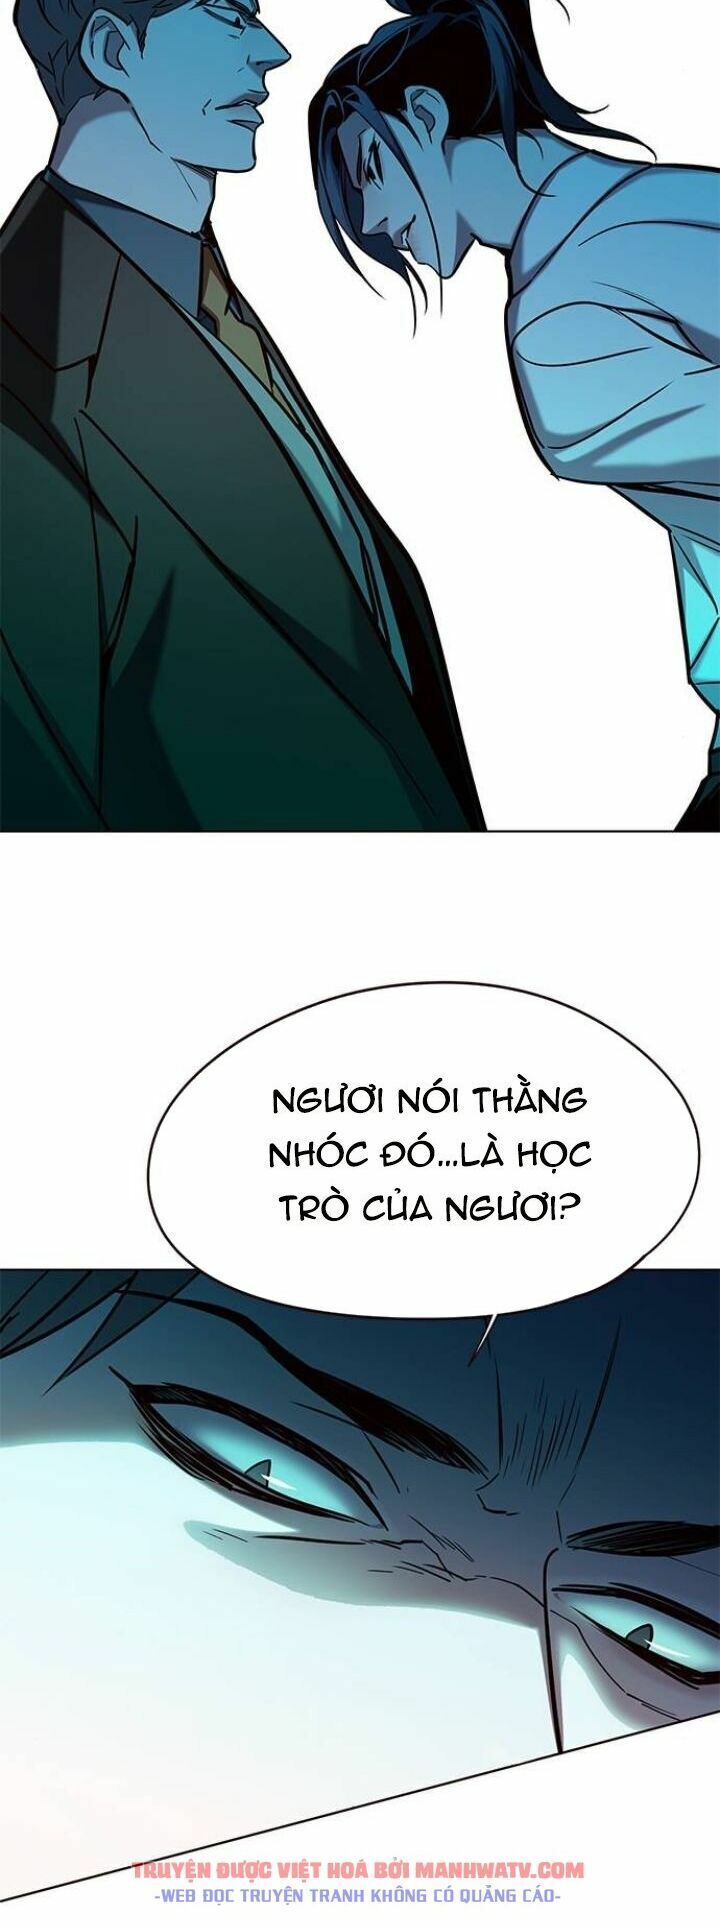 NGƯƠI NÓI THẰNG
NHÓC ĐÓ...LÀ HỌC
TRÒ CỦA NGƯƠI?
TRUYỆN ĐƯỢC VIỆT HOÁ BỞI MANHWATV.COM
-WEB ĐỌC TRUYỆN TRANH KHÔNG CÓ QUẢNG CÁO-